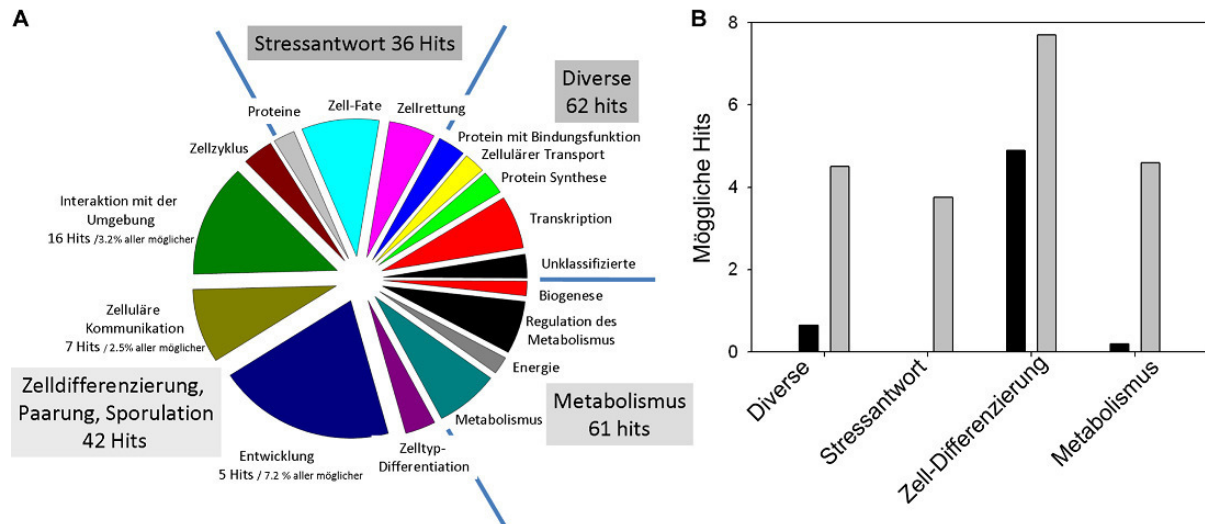 A
Stressantwort 36 Hits
Diverse
62 hits
Proteine
Zell-Fate
Zellrettung
Protein mit Bindungsfunktion
Zellulärer Transport
Protein Synthese
Transkription
Unklassifizierte
Biogenese
Regulation des
Metabolismus
Energie
Metabolismus
Metabolismus
61 hits
Zelltyp-
Differentiation
Entwicklung
5 Hits / 7.2 % aller möglicher
Zelldifferenzierung,
Paarung, Sporulation
42 Hits
Zelluläre
Kommunikation
7 Hits / 2.5% aller möglicher
Interaktion mit der
Umgebung
16 Hits /3.2% aller möglicher
Zellzyklus
B
Möggliche Hits
8
6
4
2
0
Diverse
Stressantwort
Zell-Differenzierung
Metabolismus